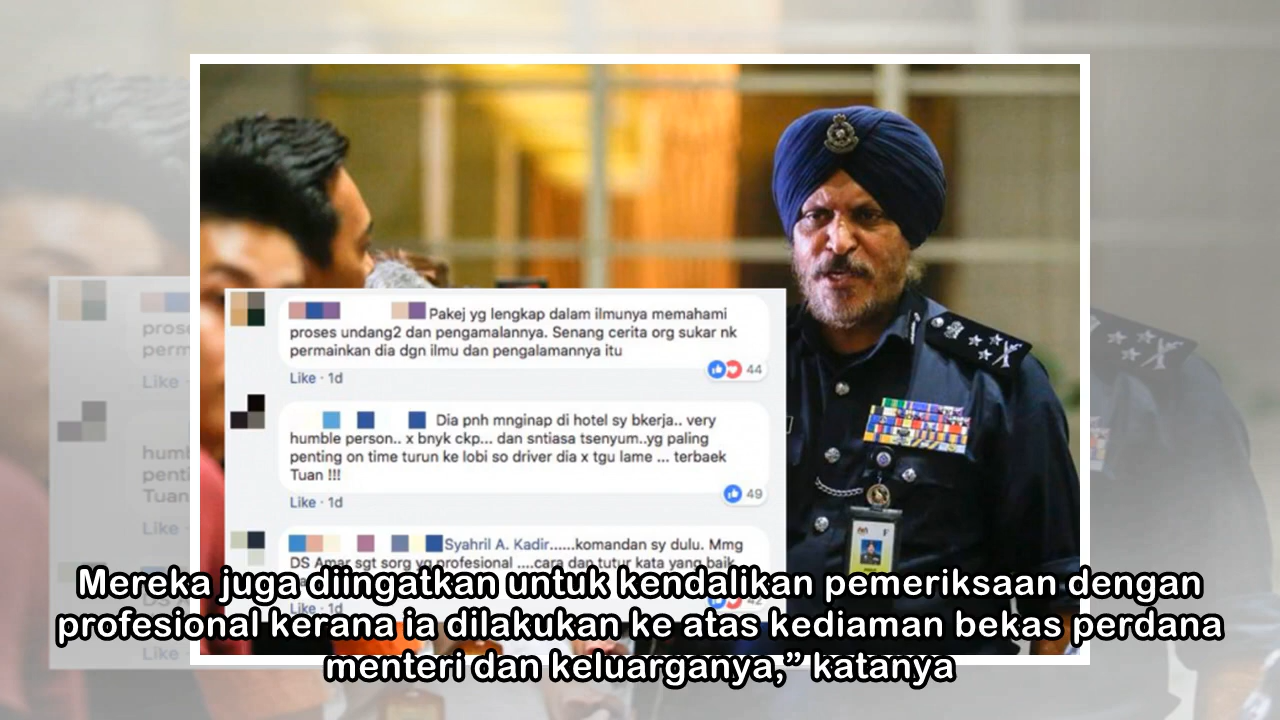 Pakej yg lengkap dalam ilmunya memahami
proses undang2 dan pengamalannya. Senang cerita org sukar nk
permainkan dia dgn ilmu dan pengalamannya itu
44
Like · 1d
Dia pnh mnginap di hotel sy bkerja.. very
humble person.. x bnyk ckp... dan sntiasa tsenyum..yg paling
penting on time turun ke lobi so driver dia x tgu lame ... terbaek
Tuan !!!
49
Like · 1d
Syahril A. Kadir......komandan sy dulu. Mmg
DS Amar sgt sorg yg profesional ....cara dan tutur kata yang baik
Like · 1d
42
Mereka juga diingatkan untuk kendalikan pemeriksaan dengan
profesional kerana ia dilakukan ke atas kediaman bekas perdana
menteri dan keluarganya,” katanya